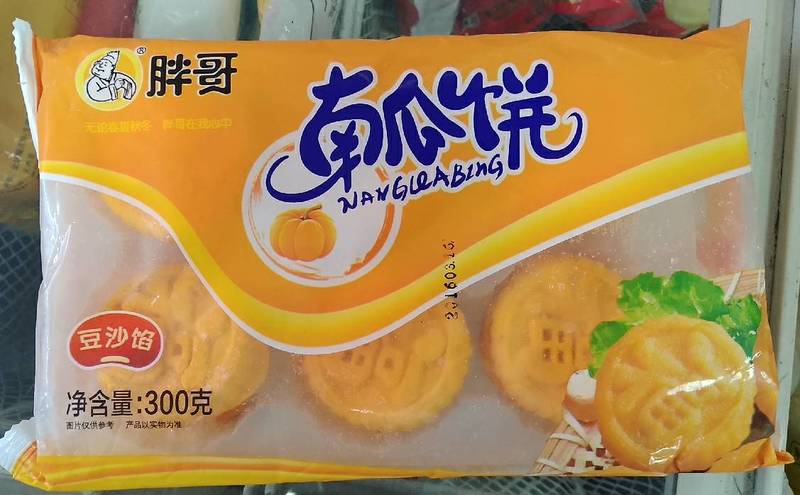 ®
胖哥
无论春夏秋冬 胖哥在我心中
南瓜饼
NANGUABING
20160616
豆沙馅
净含量:300克
图片仅供参考 产品以实物为准